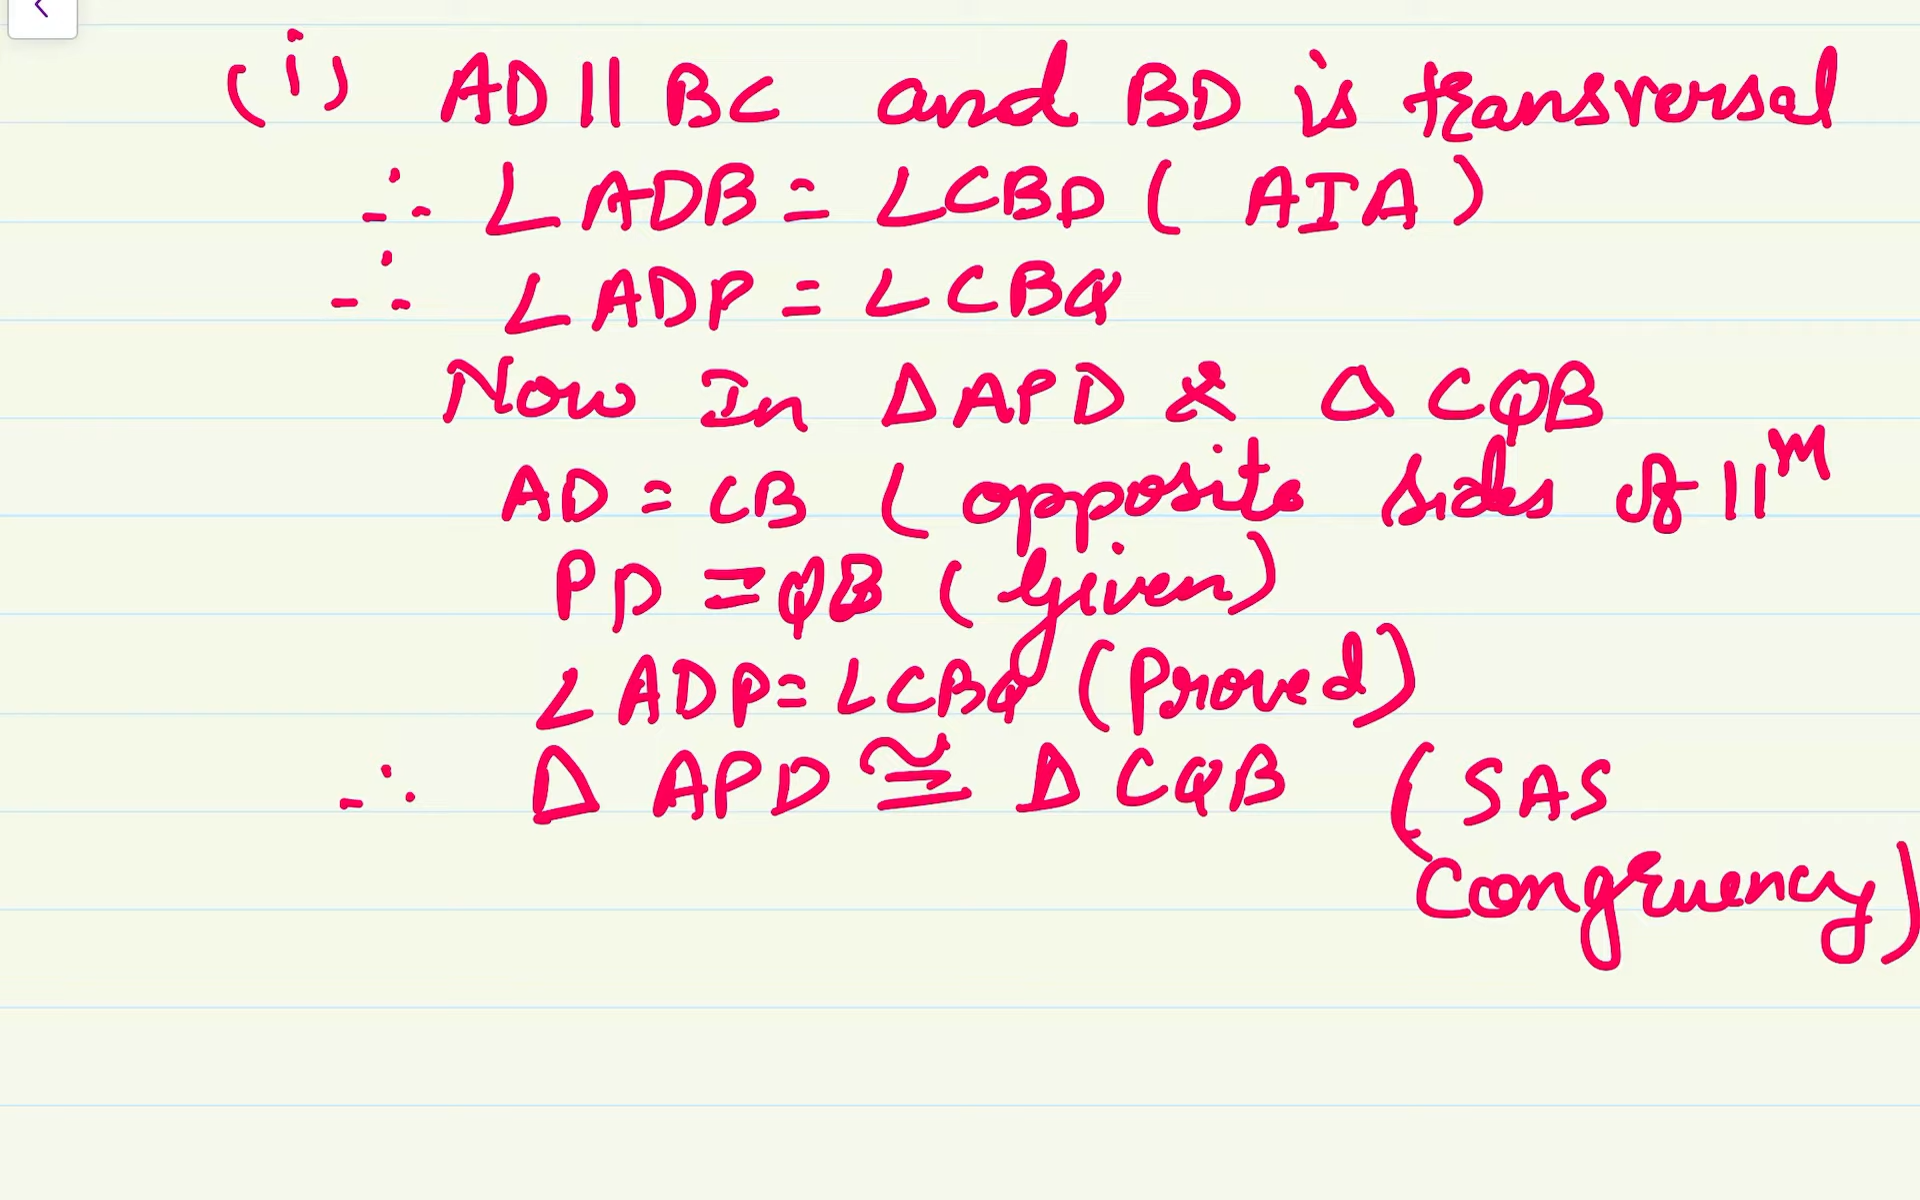 (i) AD || BC and BD is transversal
∴ ∠ADB = ∠CBD (AIA)
∴ ∠ADP = ∠CBQ
Now In ΔAPD & ΔCQB
AD = CB (opposite sides of ||ᵐ
PD = QB (given)
∠ADP = ∠CBQ (Proved)
∴ Δ APD ≅ Δ CQB (SAS
Congruency)